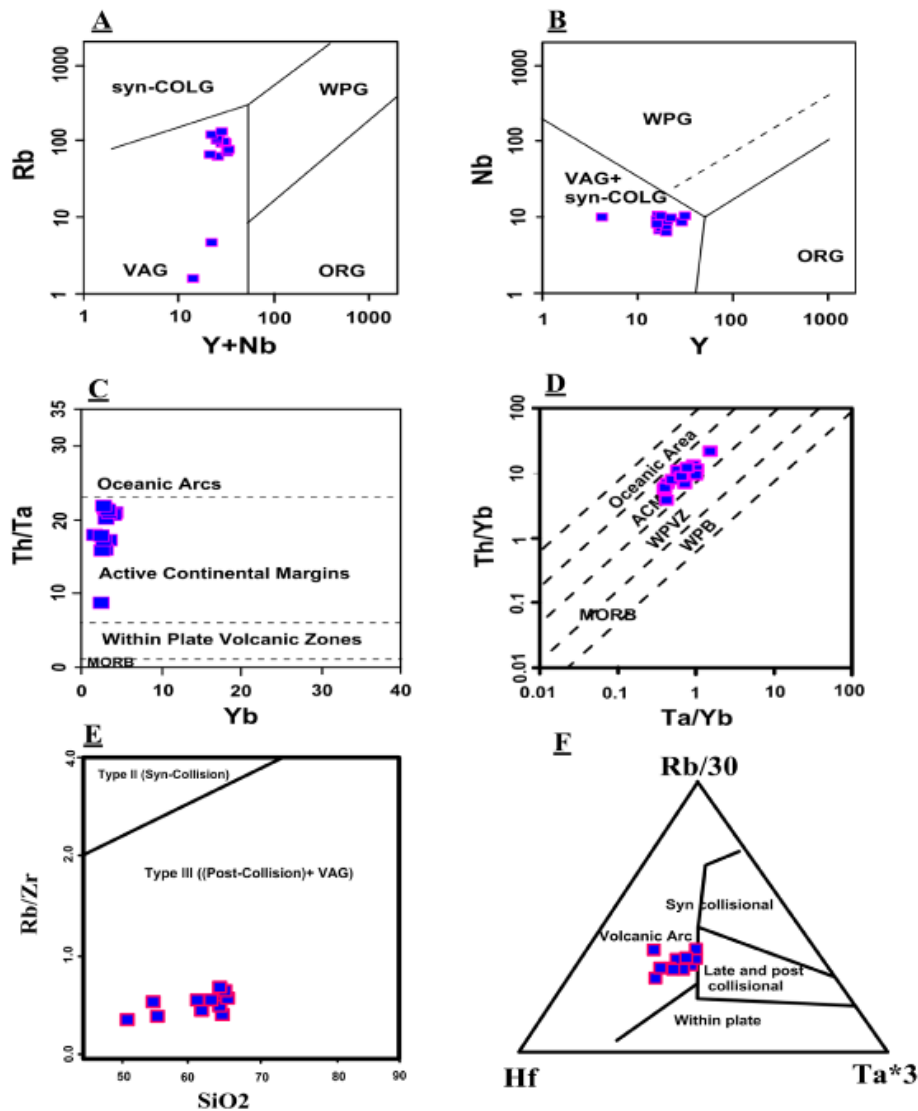 A
1000
100
10
1
Rb
syn-COLG
WPG
VAG
ORG
1
10
100
1000
Y+Nb
B
1000
100
10
1
Nb
WPG
VAG+
syn-COLG
ORG
1
10
100
1000
Y
C
35
20
10
0
Th/Ta
Oceanic Arcs
Active Continental Margins
Within Plate Volcanic Zones
MORB
0
10
20
30
40
Yb
D
100
10
1
0.1
0.01
Th/Yb
Oceanic Area
ACM
WPVZ
WPB
MORB
0.01
0.1
1
10
100
Ta/Yb
E
4.0
2.0
1.0
0.0
Rb/Zr
Type II (Syn-Collision)
Type III ((Post-Collision)+ VAG)
50
60
70
80
90
SiO2
F
Rb/30
Syn collisional
Volcanic Arc
Late and post
collisional
Within plate
Hf
Ta*3